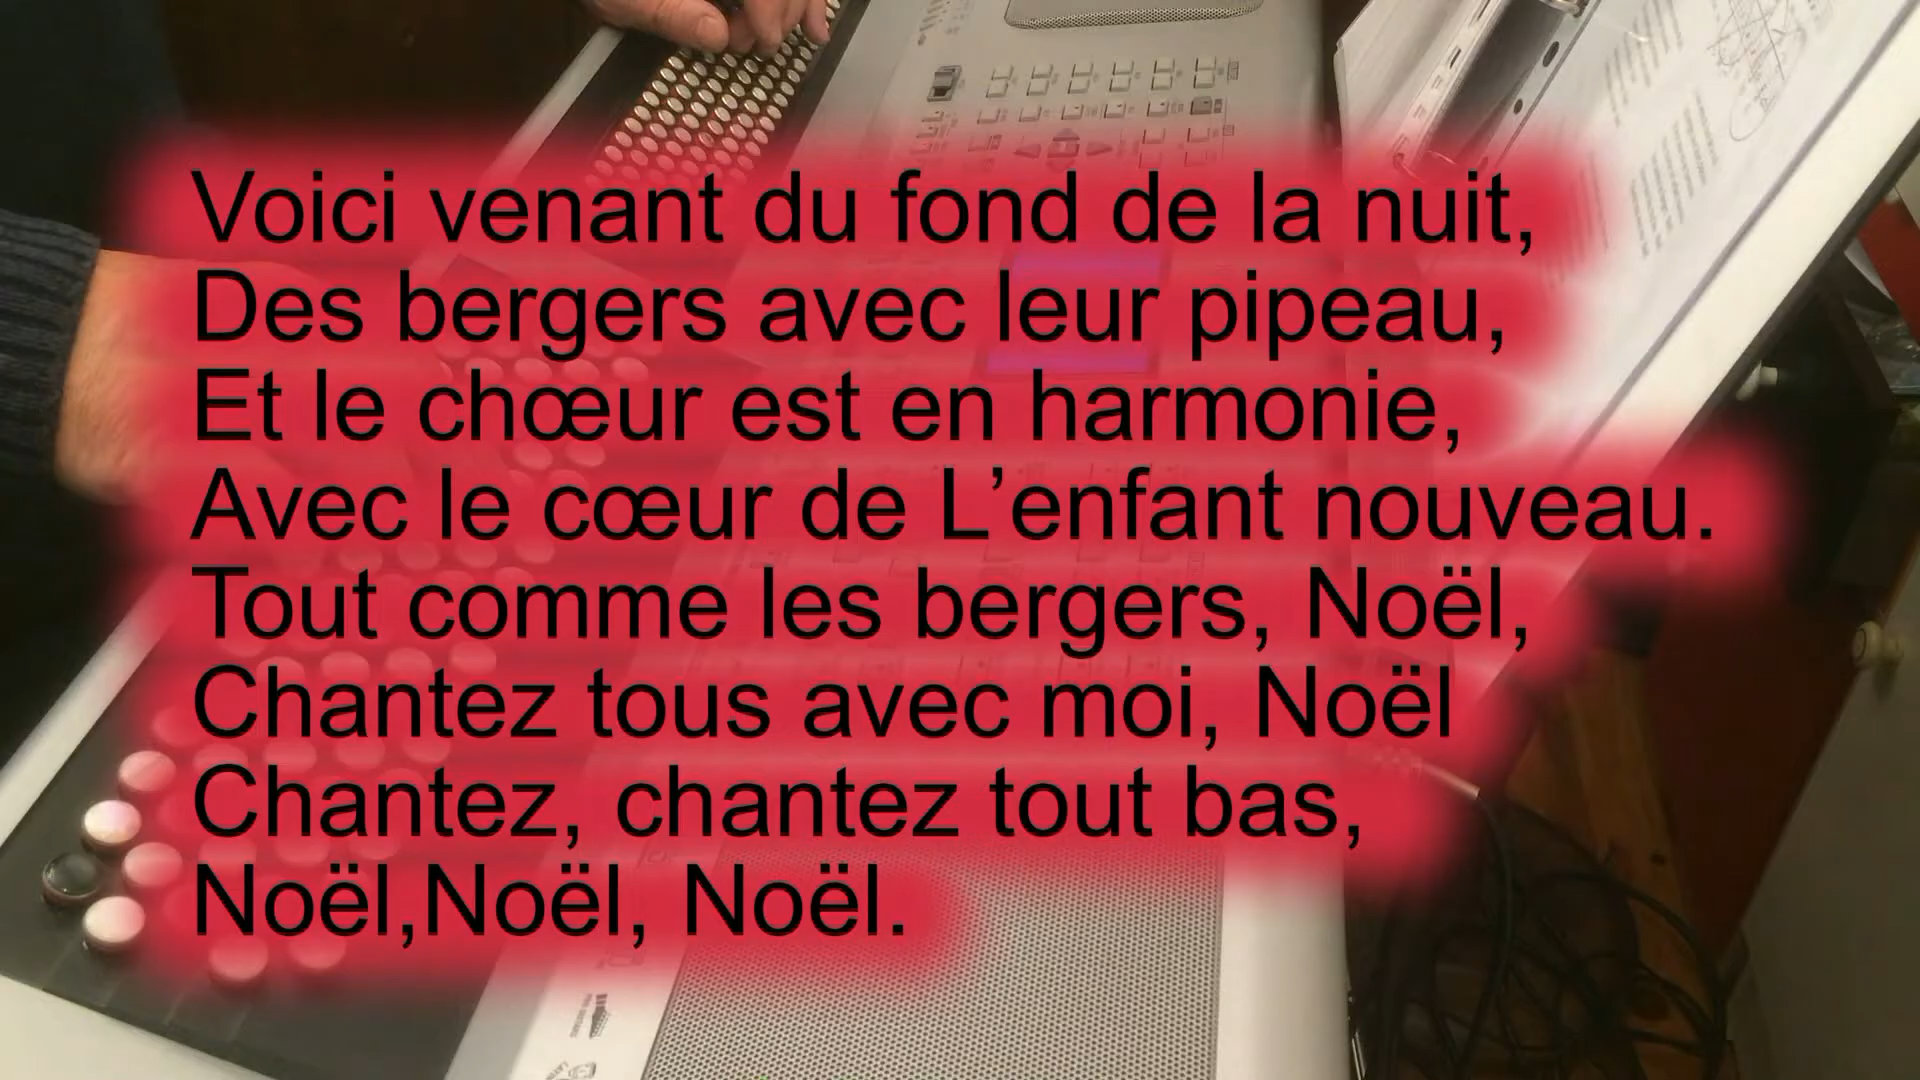 Voici venant du fond de la nuit,
Des bergers avec leur pipeau,
Et le chœur est en harmonie,
Avec le cœur de L’enfant nouveau.
Tout comme les bergers, Noël,
Chantez tous avec moi, Noël
Chantez, chantez tout bas,
Noël,Noël, Noël.